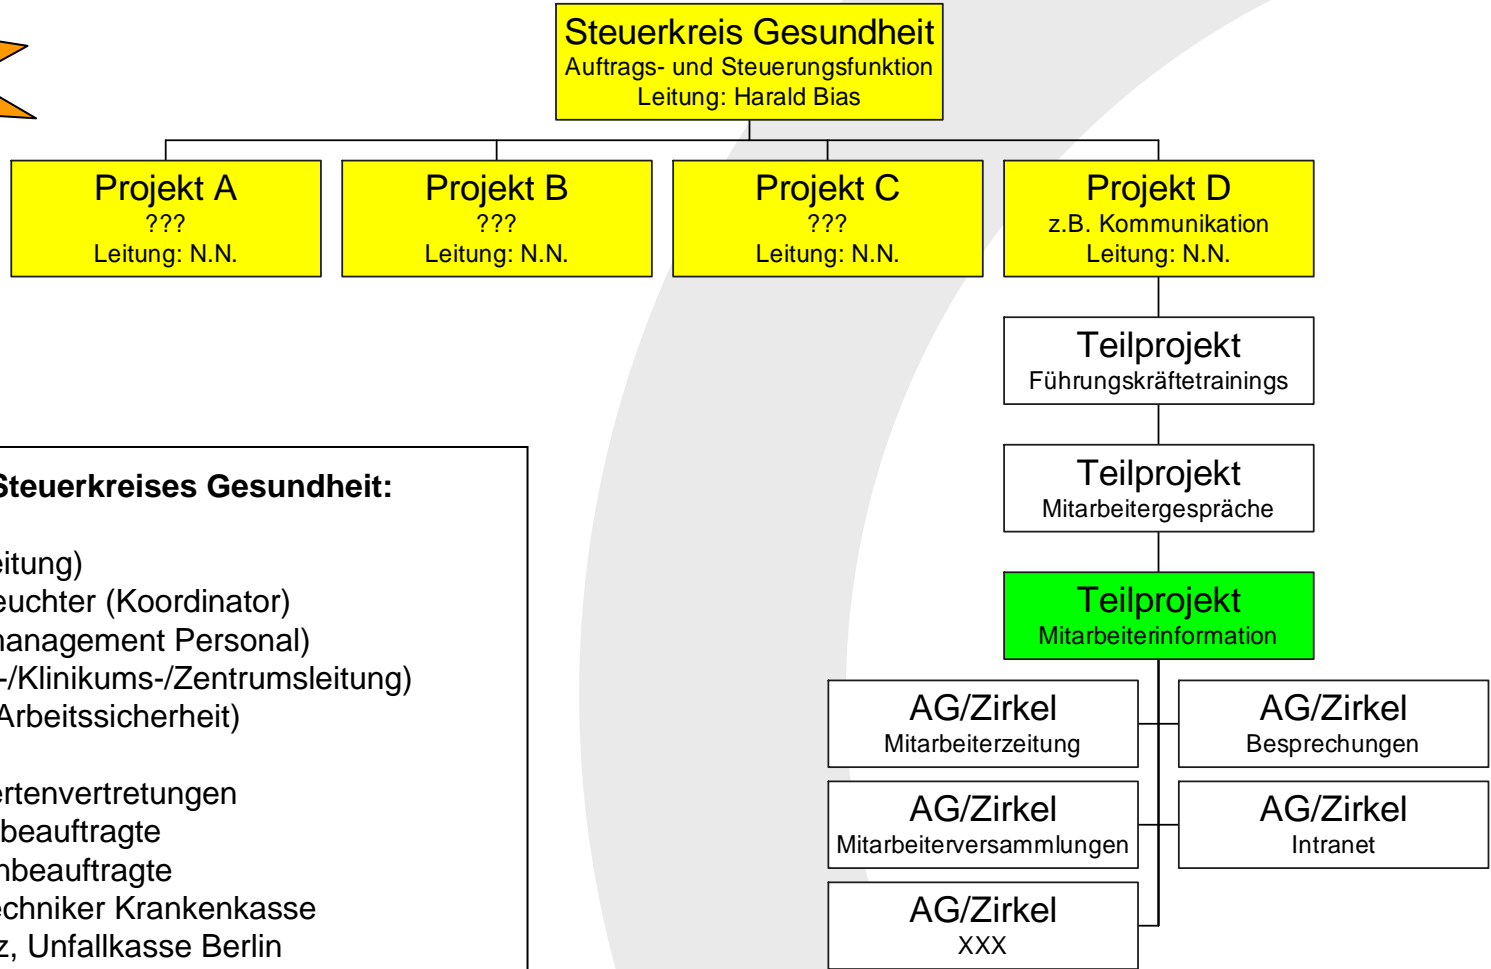 Steuerkreis Gesundheit
Auftrags- und Steuerungsfunktion
Leitung: Harald Bias
Projekt A
???
Leitung: N.N.
Projekt B
???
Leitung: N.N.
Projekt C
???
Leitung: N.N.
Projekt D
z.B. Kommunikation
Leitung: N.N.
Teilprojekt
Führungskräftetrainings
Teilprojekt
Mitarbeitergespräche
Teilprojekt
Mitarbeiterinformation
AG/Zirkel
Mitarbeiterzeitung
AG/Zirkel
Besprechungen
AG/Zirkel
Mitarbeiterversammlungen
AG/Zirkel
Intranet
AG/Zirkel
XXX
Steuerkreises Gesundheit:
eitung)
euchter (Koordinator)
management Personal)
-/Klinikums-/Zentrumsleitung)
Arbeitssicherheit)
ertenvertretungen
beauftragte
nbeauftragte
echniker Krankenkasse
z, Unfallkasse Berlin